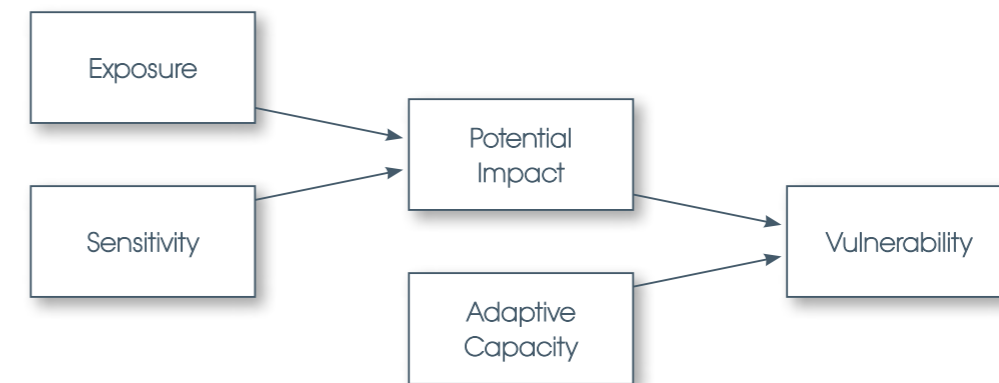 Exposure
Potential
Impact
Sensitivity
Vulnerability
Adaptive
Capacity